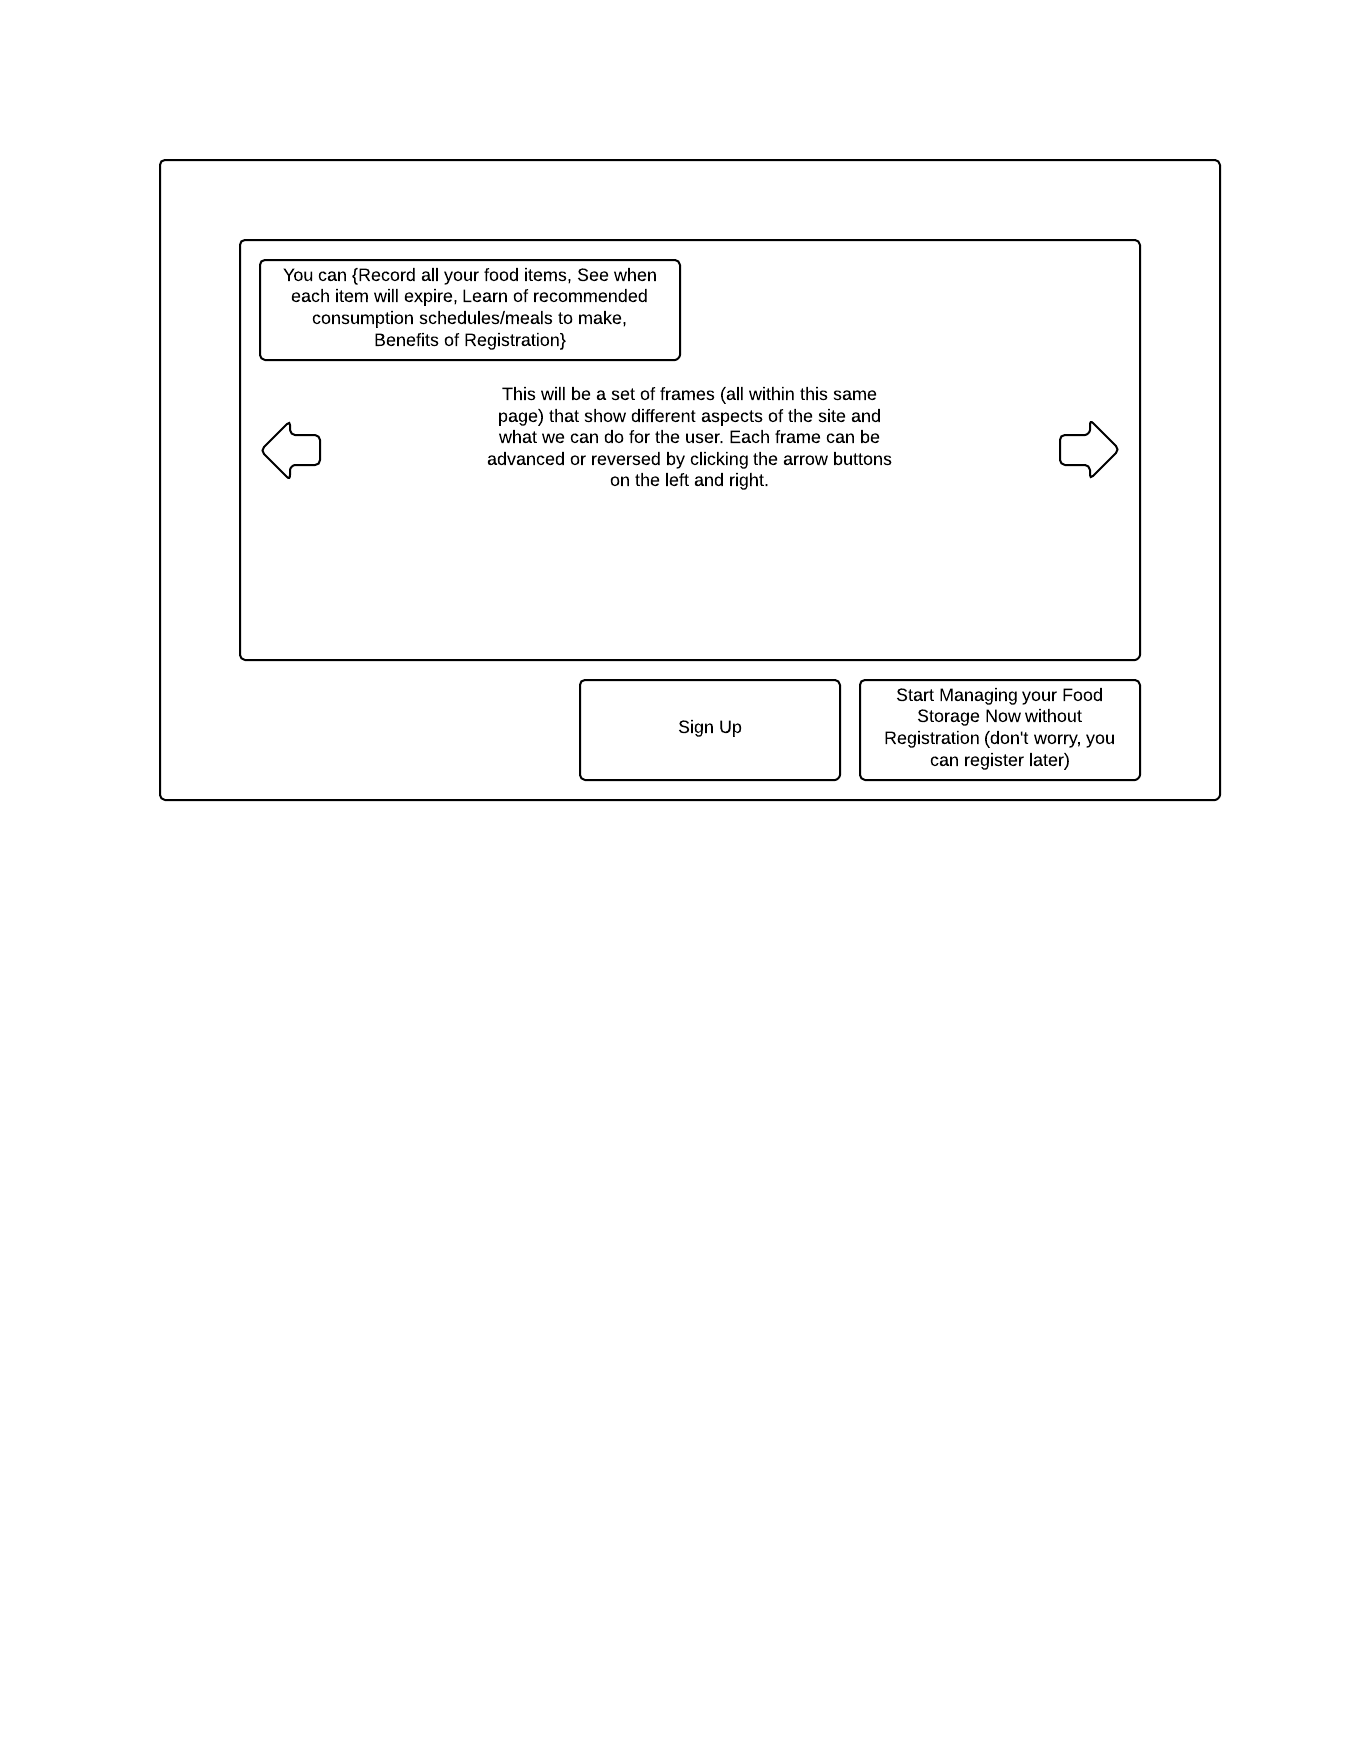 You can {Record all your food items, See when
each item will expire, Learn of recommended
consumption schedules/meals to make,
Benefits of Registration}
This will be a set of frames (all within this same
page) that show different aspects of the site and
what we can do for the user. Each frame can be
advanced or reversed by clicking the arrow buttons
on the left and right.
Sign Up
Start Managing your Food
Storage Now without
Registration (don't worry, you
can register later)